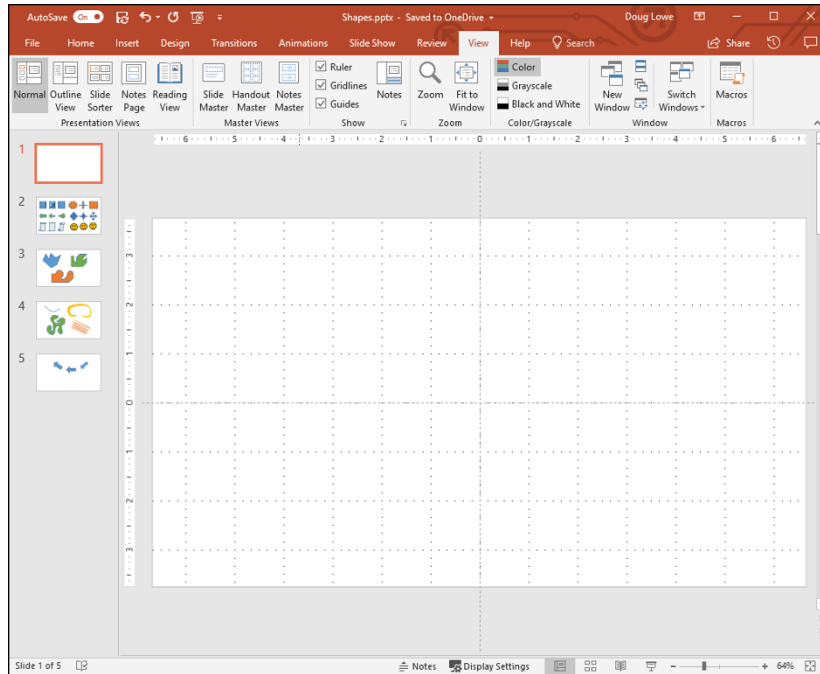 AutoSave On Shapes.pptx - Saved to OneDrive Doug Lowe
File Home Insert Design Transitions Animations Slide Show Review View Help Search Share
Normal Outline View Slide Sorter Notes Page Reading View
Presentation Views
Slide Master Handout Master Notes Master
Master Views
Ruler
Gridlines
Guides
Notes
Show
Zoom Fit to Window
Zoom
Color
Grayscale
Black and White
Color/Grayscale
New Window Switch Windows
Window
Macros
Macros
6 5 4 3 2 1 0 1 2 3 4 5 6
1
2
3
4
5
3
2
1
0
1
2
3
Slide 1 of 5 Notes Display Settings - + 64%